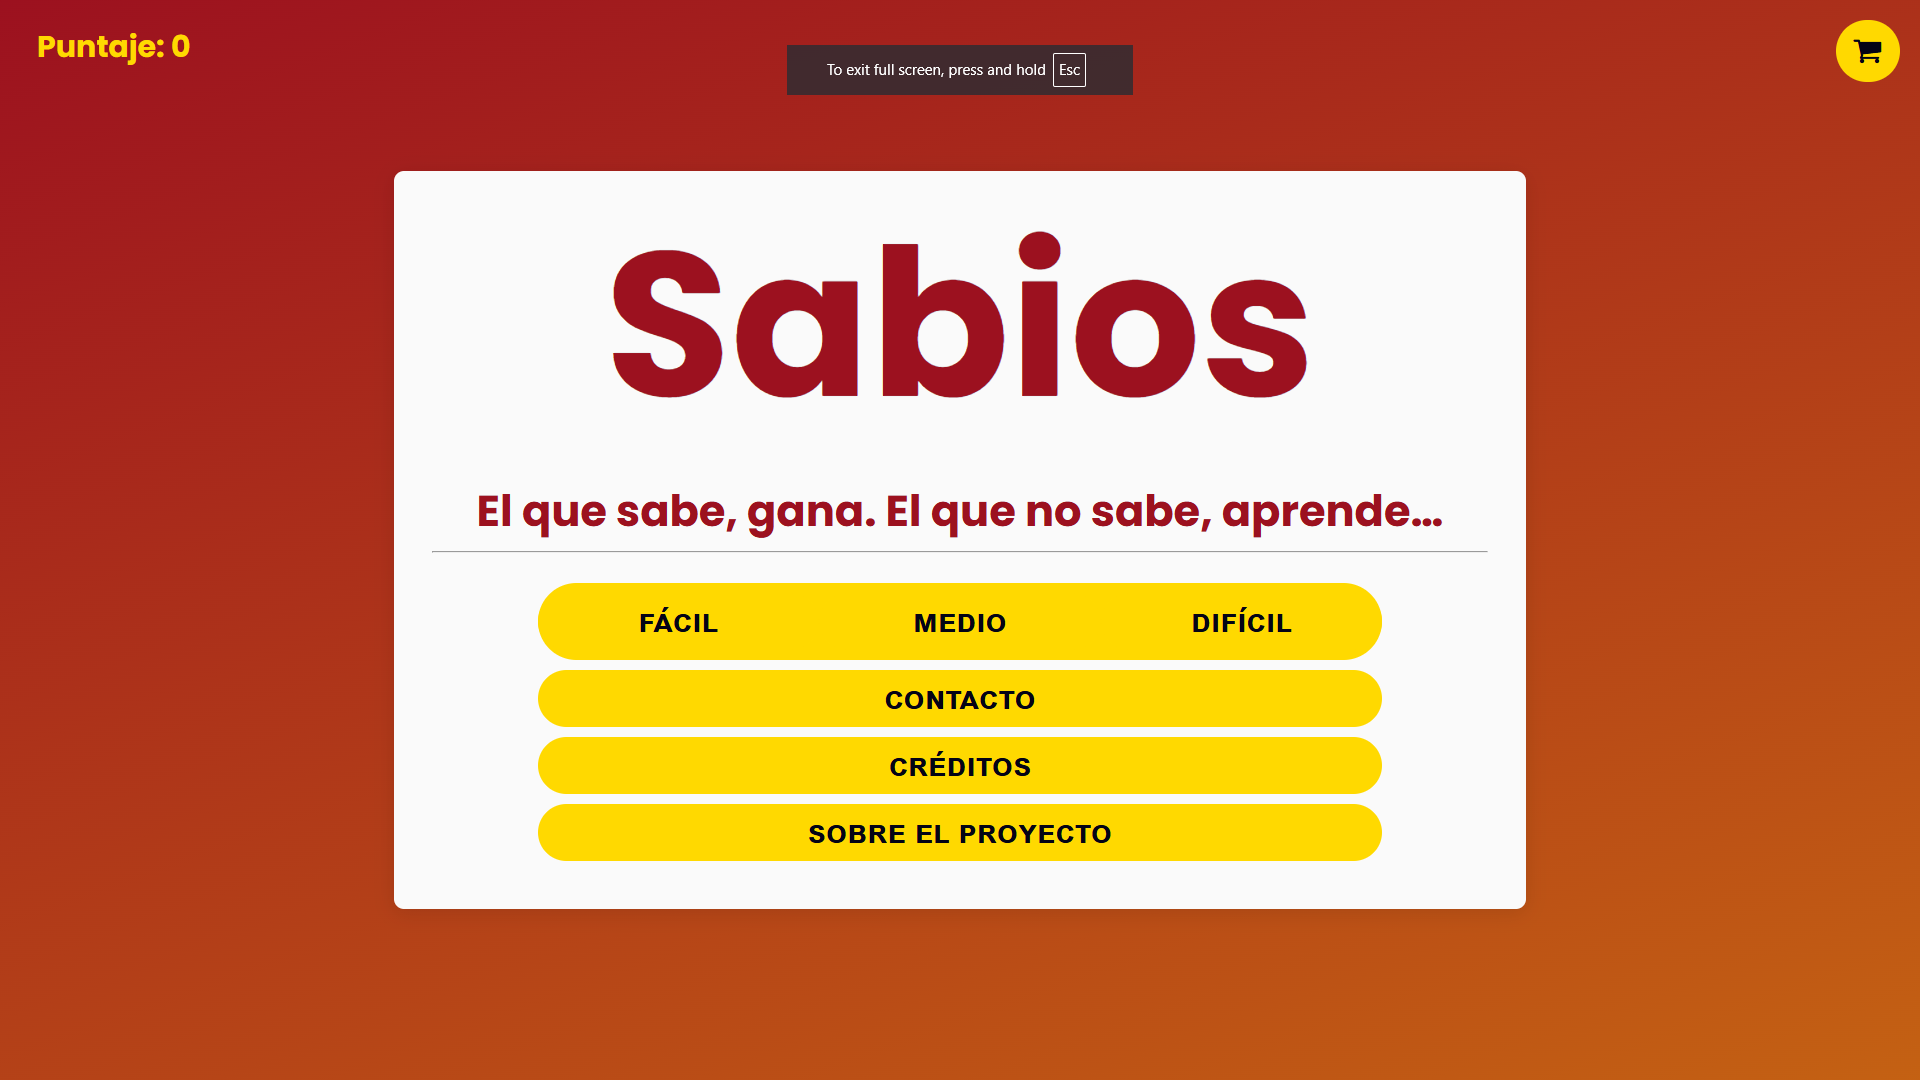 Puntaje: 0
To exit full screen, press and hold Esc
Sabios
El que sabe, gana. El que no sabe, aprende...
FÁCIL MEDIO DIFÍCIL
CONTACTO
CRÉDITOS
SOBRE EL PROYECTO